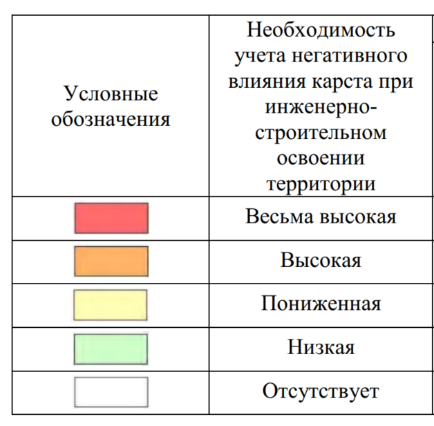 Условные
обозначения
Необходимость
учета негативного
влияния карста при
инженерно-
строительном
освоении
территории
Весьма высокая
Высокая
Пониженная
Низкая
Отсутствует